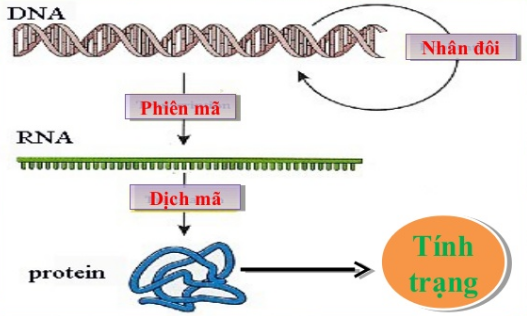 DNA
Nhân đôi
Phiên mã
RNA
Dịch mã
protein
Tính
trạng